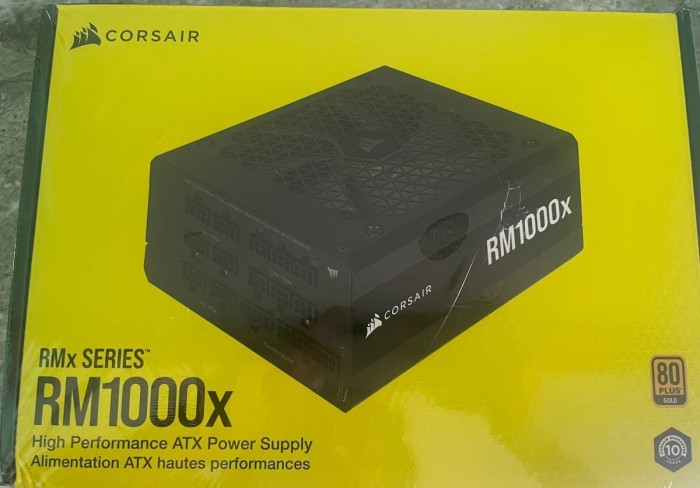 CORSAIR
RM1000x
CORSAIR
RMx SERIES™
RM1000x
High Performance ATX Power Supply
Alimentation ATX hautes performances
80
PLUS
GOLD
10